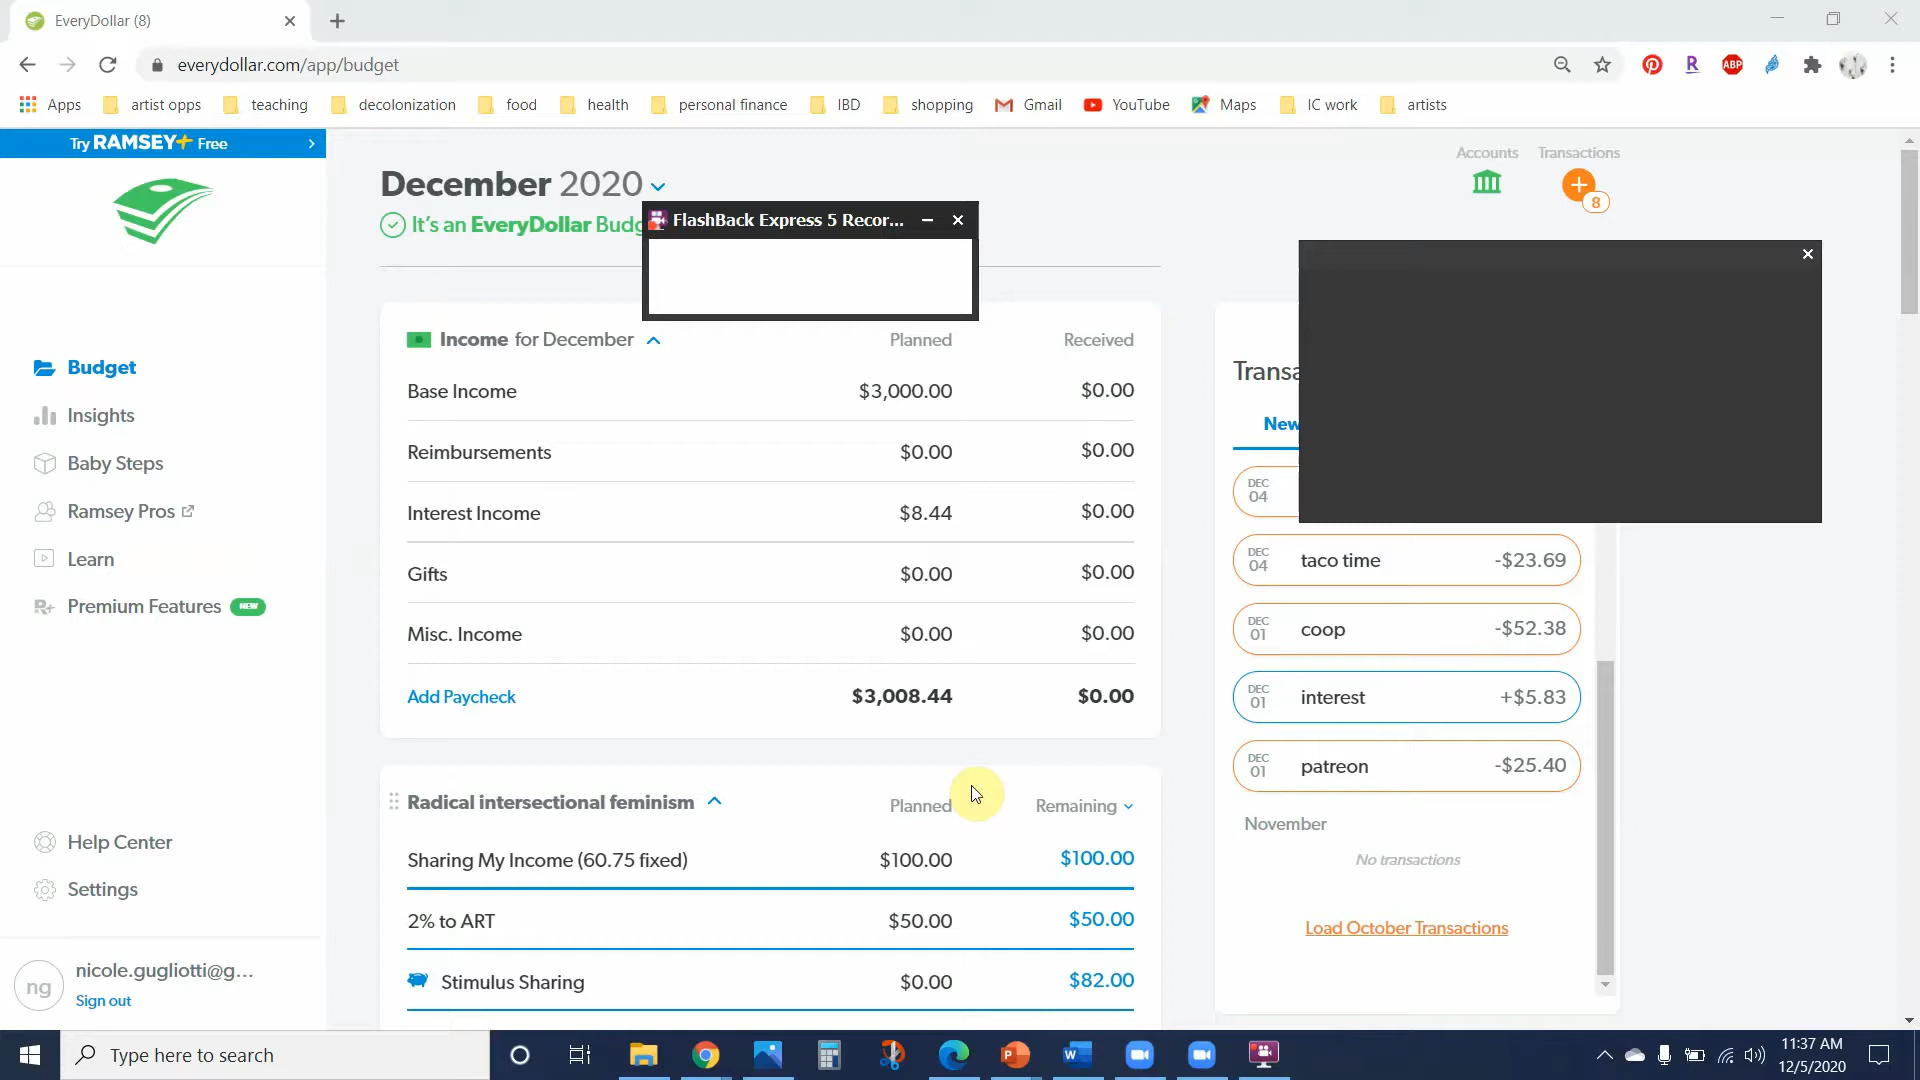 EveryDollar (8)
everydollar.com/app/budget
ABP
Apps artist opps teaching decolonization food health personal finance IBD shopping Gmail YouTube Maps IC work artists
Try RAMSEY+ Free
December 2020
It's an EveryDollar Budg
FlashBack Express 5 Recor...
Accounts Transactions
8
Budget
Insights
Baby Steps
Ramsey Pros
Learn
R+ Premium Features NEW
Help Center
Settings
ng nicole.gugliotti@g...
Sign out
Income for December Planned Received
Base Income $3,000.00 $0.00
Reimbursements $0.00 $0.00
Interest Income $8.44 $0.00
Gifts $0.00 $0.00
Misc. Income $0.00 $0.00
Add Paycheck $3,008.44 $0.00
Radical intersectional feminism Planned Remaining
Sharing My Income (60.75 fixed) $100.00 $100.00
2% to ART $50.00 $50.00
Stimulus Sharing $0.00 $82.00
Transa
New
DEC 04
DEC 04 taco time -$23.69
DEC 01 coop -$52.38
DEC 01 interest +$5.83
DEC 01 patreon -$25.40
November
No transactions
Load October Transactions
Type here to search
11:37 AM
12/5/2020